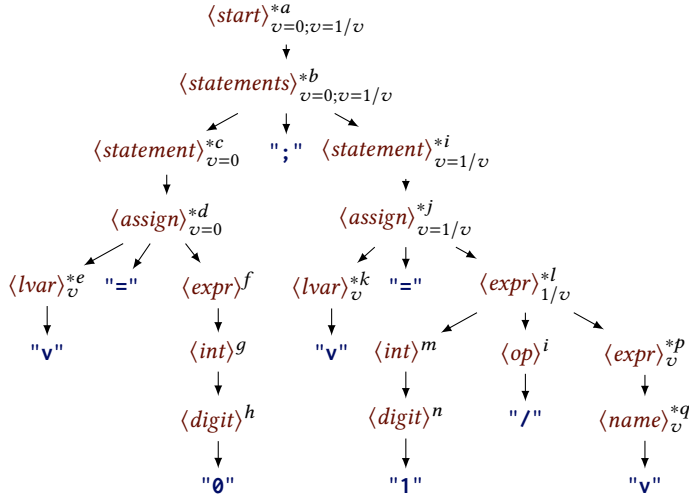 ⟨start⟩*a v=0;v=1/v
⟨statements⟩*b v=0;v=1/v
⟨statement⟩*c v=0 ";" ⟨statement⟩*i v=1/v
⟨assign⟩*d v=0 ⟨assign⟩*j v=1/v
⟨lvar⟩*e v "=" ⟨expr⟩f ⟨lvar⟩*k v "=" ⟨expr⟩*l 1/v
"v" ⟨int⟩g "v" ⟨int⟩m ⟨op⟩i ⟨expr⟩*p v
⟨digit⟩h ⟨digit⟩n "/" ⟨name⟩*q v
"0" "1" "v"